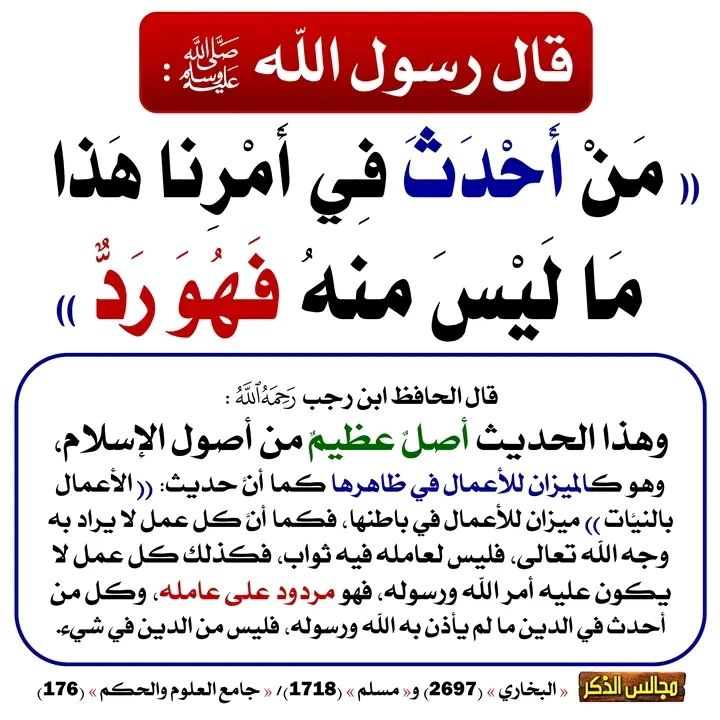 قال رسول الله ﷺ :
(( مَنْ أَحْدَثَ فِي أَمْرِنا هَذا
مَا لَيْسَ منهُ فَهُوَ رَدٌّ ))
قال الحافظ ابن رجب رَحِمَهُ ٱللَّهُ :
وهذا الحديث أصلٌ عظيمٌ من أصول الإسلام،
وهو كالميزان للأعمال في ظاهرها كما أنّ حديث: (( الأعمال
بالنيَّات )) ميزان للأعمال في باطنها، فكما أنّ كل عمل لا يراد به
وجه الله تعالى، فليس لعامله فيه ثواب، فكذلك كل عمل لا
يكون عليه أمر الله ورسوله، فهو مردود على عامله، وكل من
أحدث في الدين ما لم يأذن به الله ورسوله، فليس من الدين في شيء.
مجالس الذكر « البخاري » (2697) و« مسلم » (1718)/ « جامع العلوم والحكم » (176)